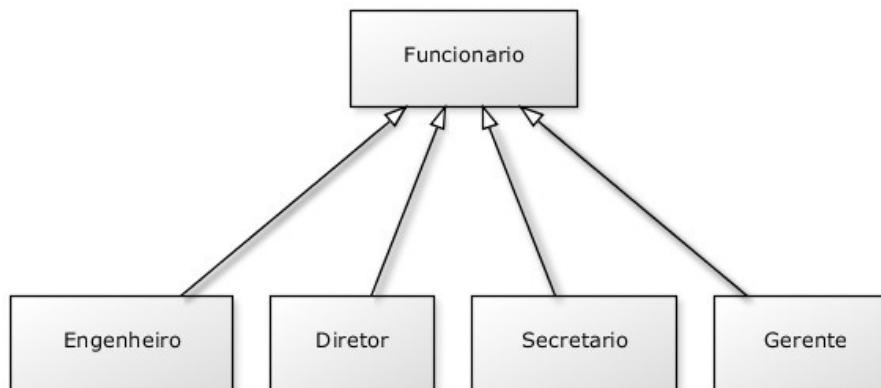 Funcionario
Engenheiro
Diretor
Secretario
Gerente